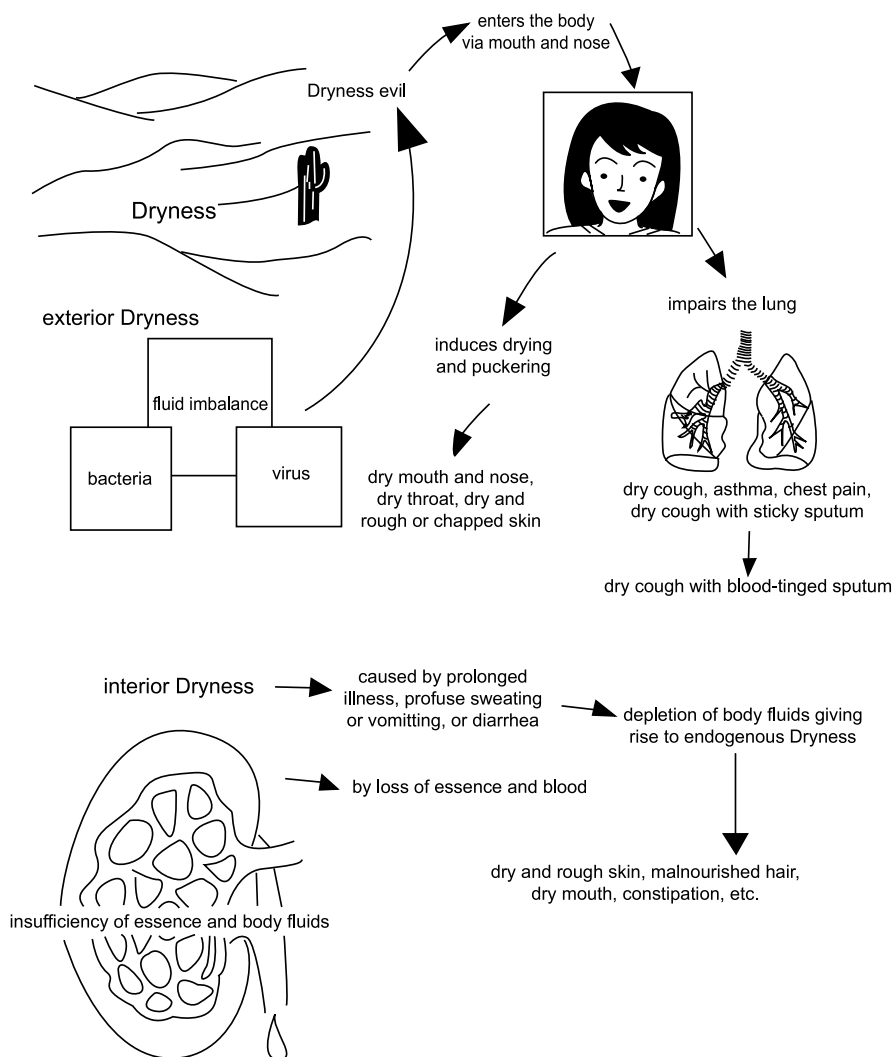 enters the body
via mouth and nose
Dryness evil
Dryness
exterior Dryness
fluid imbalance
bacteria
virus
induces drying
and puckering
dry mouth and nose,
dry throat, dry and
rough or chapped skin
impairs the lung
dry cough, asthma, chest pain,
dry cough with sticky sputum
dry cough with blood-tinged sputum
interior Dryness
caused by prolonged
illness, profuse sweating
or vomitting, or diarrhea
depletion of body fluids giving
rise to endogenous Dryness
by loss of essence and blood
dry and rough skin, malnourished hair,
dry mouth, constipation, etc.
insufficiency of essence and body fluids